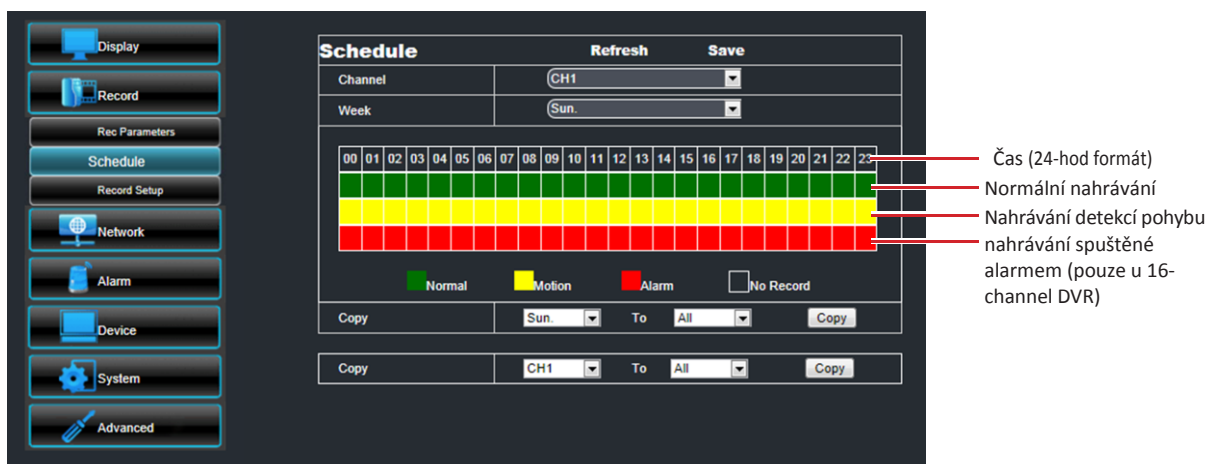 Display
Record
Rec Parameters
Schedule
Record Setup
Network
Alarm
Device
System
Advanced
Schedule Refresh Save
Channel CH1
Week Sun.
00 01 02 03 04 05 06 07 08 09 10 11 12 13 14 15 16 17 18 19 20 21 22 23
Normal Motion Alarm No Record
Copy Sun. To All Copy
Copy CH1 To All Copy
Čas (24-hod formát)
Normální nahrávání
Nahrávání detekcí pohybu
nahrávání spuštěné
alarmem (pouze u 16-
channel DVR)